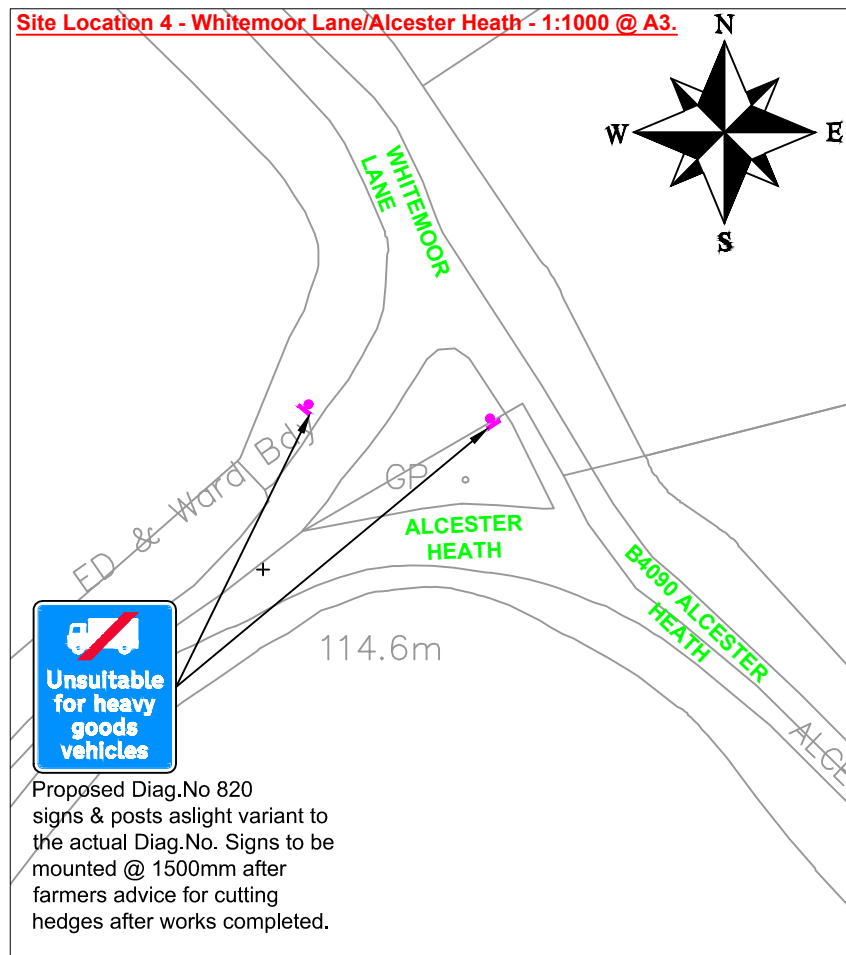 Site Location 4 - Whitemoor Lane/Alcester Heath - 1:1000 @ A3.
N
W
E
S
WHITEMOOR
LANE
ED & Ward Bdy
GP
ALCESTER
HEATH
B4090 ALCESTER
HEATH
114.6m
ALCE
Unsuitable
for heavy
goods
vehicles
Proposed Diag.No 820
signs & posts aslight variant to
the actual Diag.No. Signs to be
mounted @ 1500mm after
farmers advice for cutting
hedges after works completed.